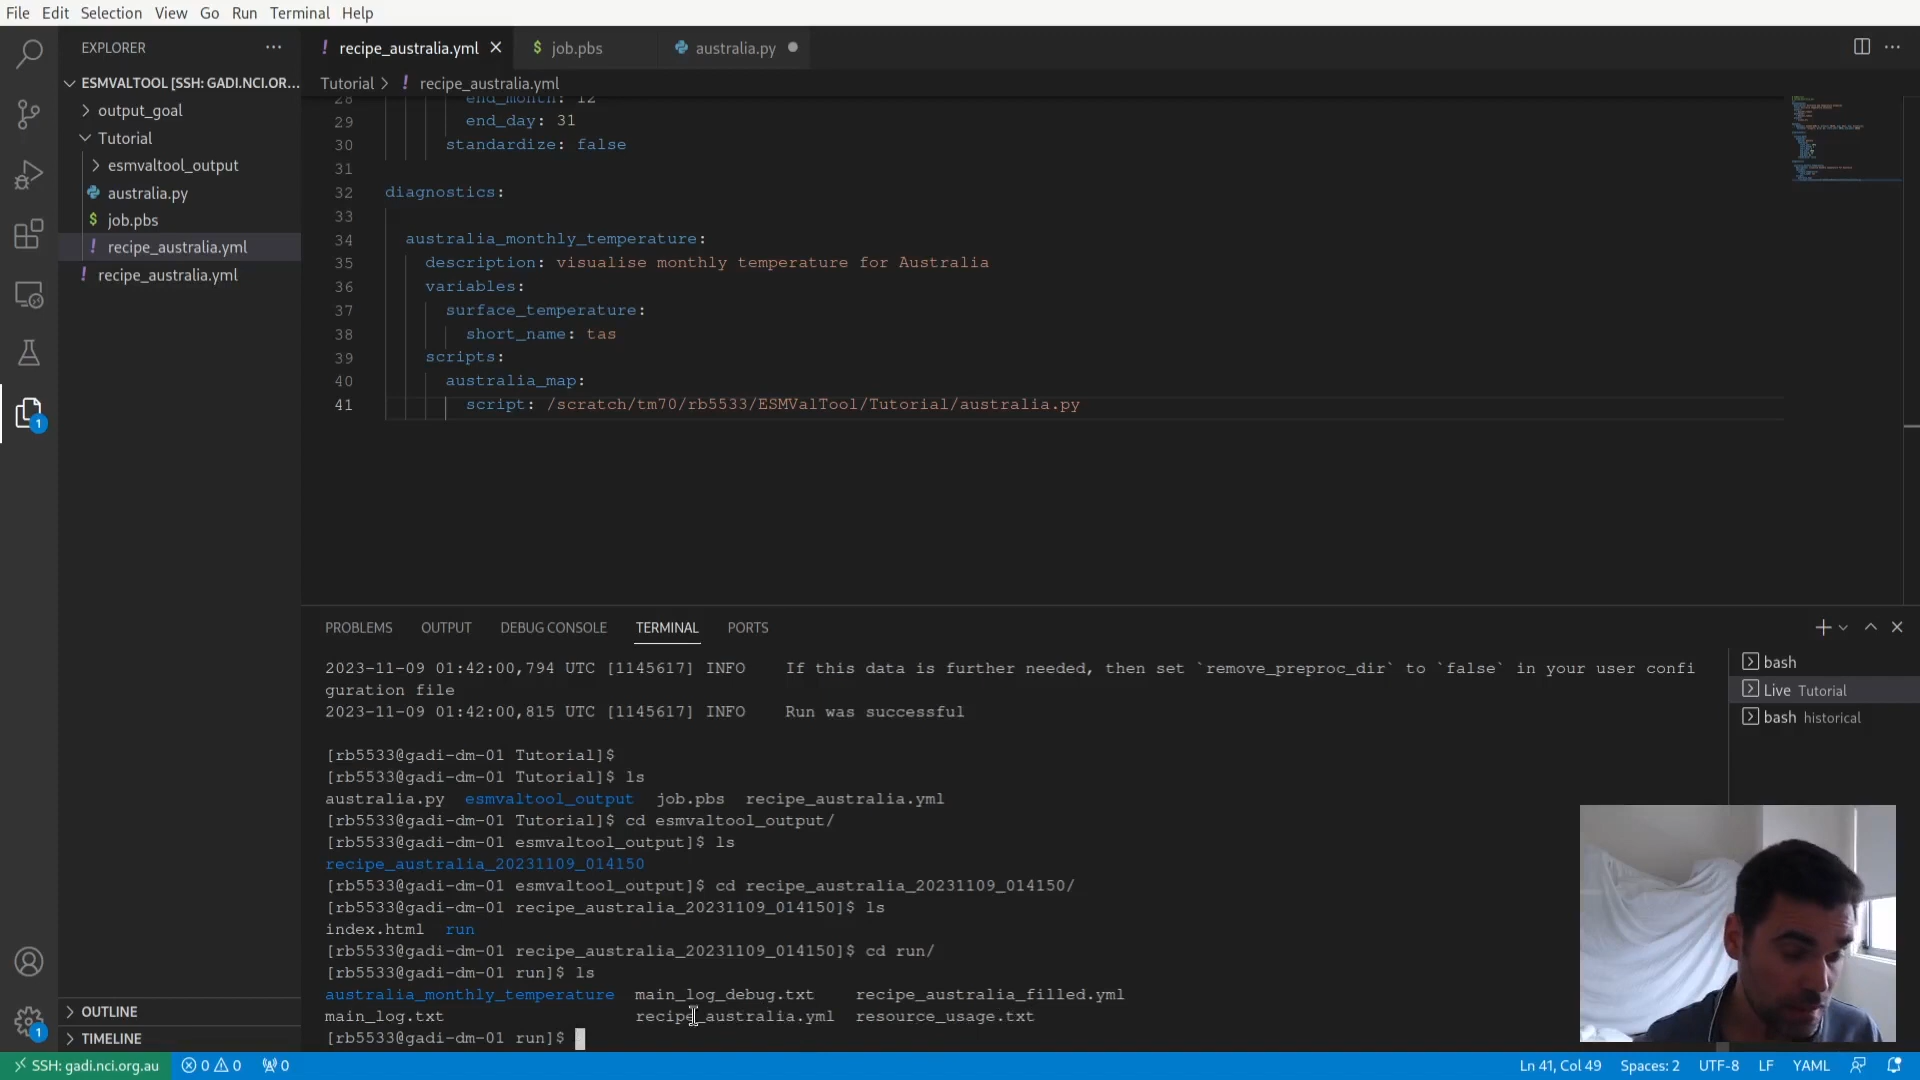 File Edit Selection View Go Run Terminal Help
EXPLORER
ESMVALTOOL [SSH: GADI.NCI.OR...
output_goal
Tutorial
esmvaltool_output
australia.py
$ job.pbs
! recipe_australia.yml
! recipe_australia.yml
OUTLINE
TIMELINE
! recipe_australia.yml
$ job.pbs
australia.py
Tutorial > ! recipe_australia.yml
28 end_month: 12
29 end_day: 31
30 standardize: false
31
32 diagnostics:
33
34 australia_monthly_temperature:
35 description: visualise monthly temperature for Australia
36 variables:
37 surface_temperature:
38 short_name: tas
39 scripts:
40 australia_map:
41 script: /scratch/tm70/rb5533/ESMValTool/Tutorial/australia.py
PROBLEMS OUTPUT DEBUG CONSOLE TERMINAL PORTS
2023-11-09 01:42:00,794 UTC [1145617] INFO If this data is further needed, then set `remove_preproc_dir` to `false` in your user confi
guration file
2023-11-09 01:42:00,815 UTC [1145617] INFO Run was successful
[rb5533@gadi-dm-01 Tutorial]$
[rb5533@gadi-dm-01 Tutorial]$ ls
australia.py esmvaltool_output job.pbs recipe_australia.yml
[rb5533@gadi-dm-01 Tutorial]$ cd esmvaltool_output/
[rb5533@gadi-dm-01 esmvaltool_output]$ ls
recipe_australia_20231109_014150
[rb5533@gadi-dm-01 esmvaltool_output]$ cd recipe_australia_20231109_014150/
[rb5533@gadi-dm-01 recipe_australia_20231109_014150]$ ls
index.html run
[rb5533@gadi-dm-01 recipe_australia_20231109_014150]$ cd run/
[rb5533@gadi-dm-01 run]$ ls
australia_monthly_temperature main_log_debug.txt recipe_australia_filled.yml
main_log.txt recipe_australia.yml resource_usage.txt
[rb5533@gadi-dm-01 run]$
bash
Live Tutorial
bash historical
1
1
SSH: gadi.nci.org.au 0 0 0 Ln 41, Col 49 Spaces: 2 UTF-8 LF YAML